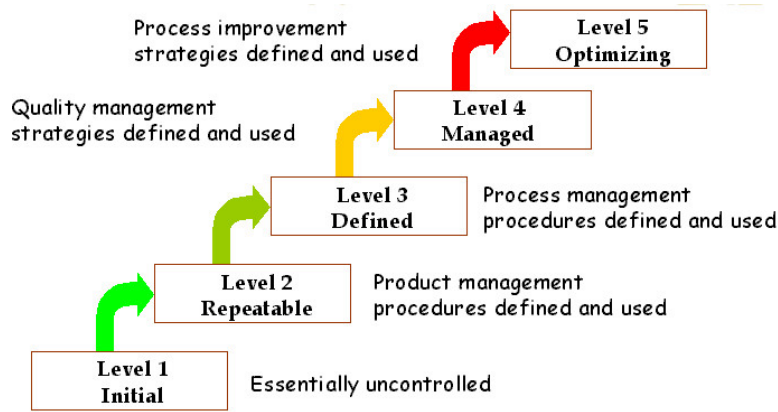 Process improvement
strategies defined and used
Level 5
Optimizing
Quality management
strategies defined and used
Level 4
Managed
Level 3
Defined
Process management
procedures defined and used
Level 2
Repeatable
Product management
procedures defined and used
Level 1
Initial
Essentially uncontrolled